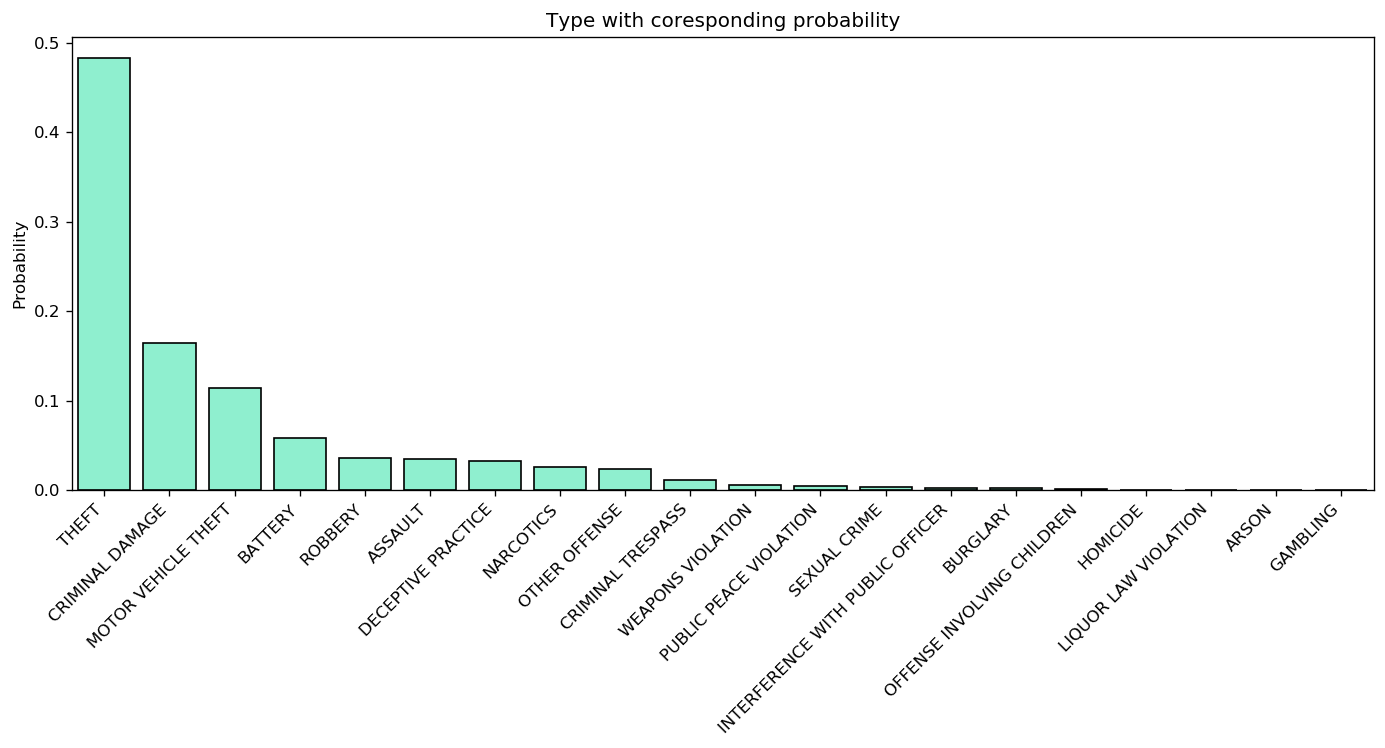 Type with coresponding probability
Probability
0.5
0.4
0.3
0.2
0.1
0.0
THEFT
CRIMINAL DAMAGE
MOTOR VEHICLE THEFT
BATTERY
ROBBERY
ASSAULT
DECEPTIVE PRACTICE
NARCOTICS
OTHER OFFENSE
CRIMINAL TRESPASS
WEAPONS VIOLATION
PUBLIC PEACE VIOLATION
SEXUAL CRIME
INTERFERENCE WITH PUBLIC OFFICER
BURGLARY
OFFENSE INVOLVING CHILDREN
HOMICIDE
LIQUOR LAW VIOLATION
ARSON
GAMBLING